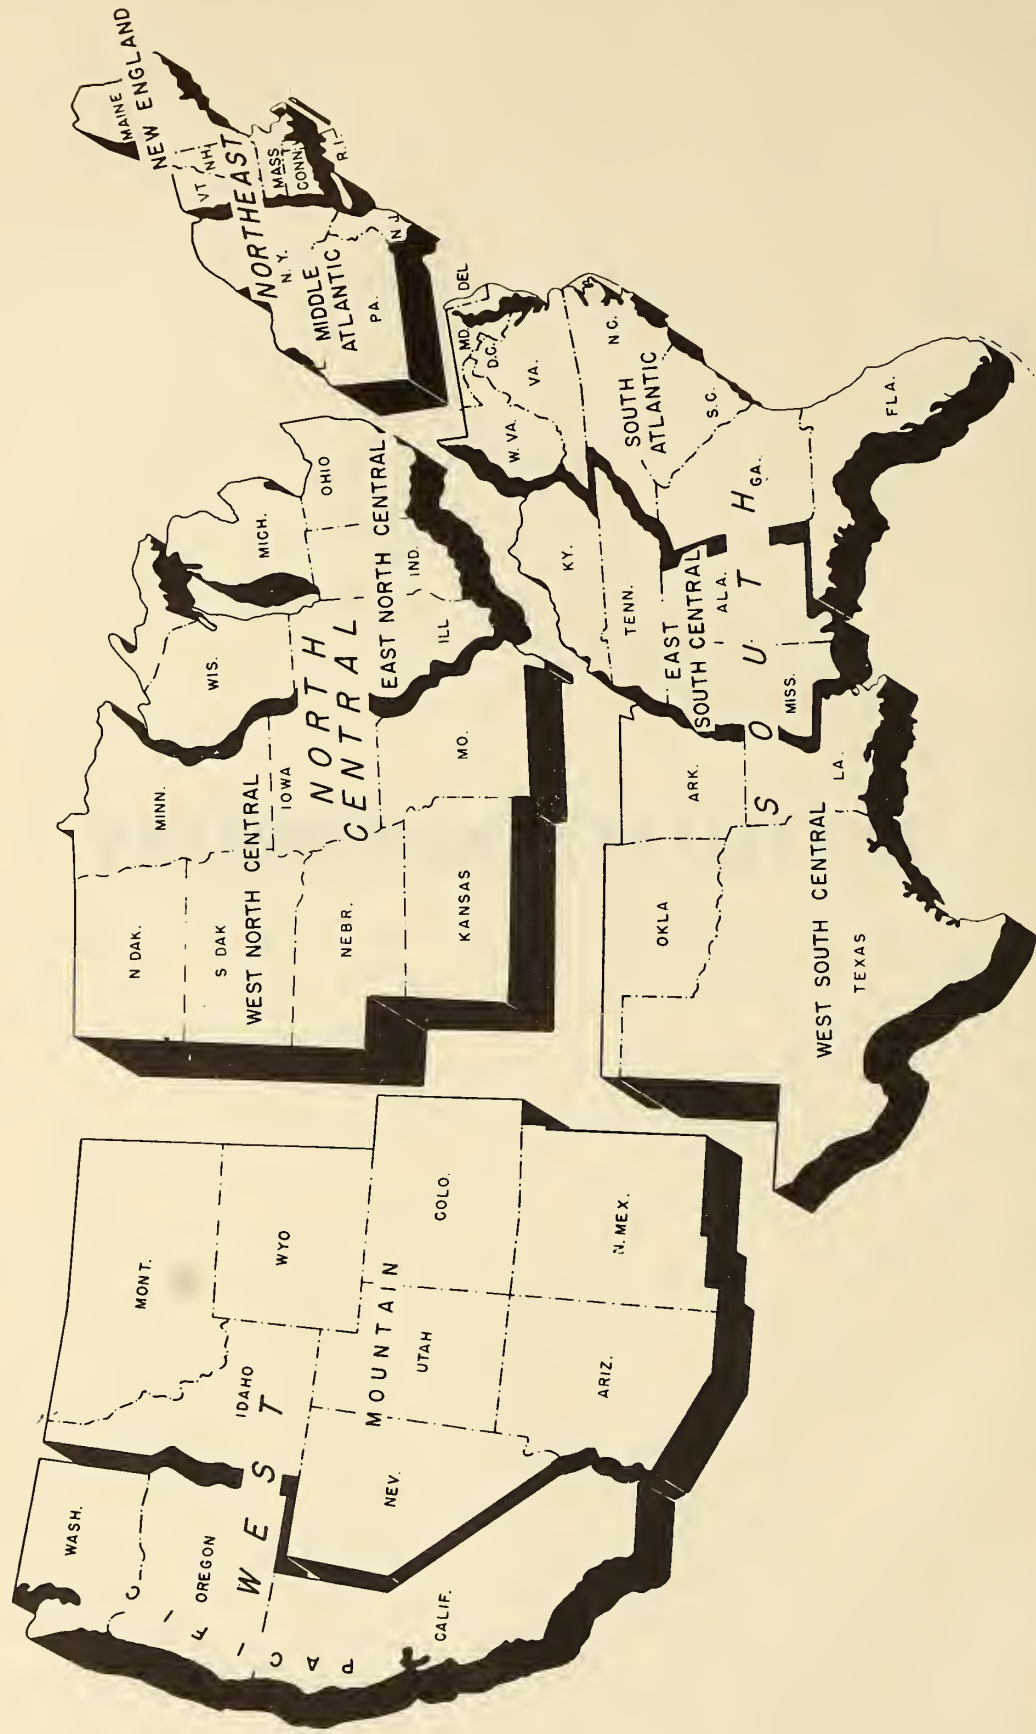 WASH.
OREGON
CALIF.
PACIFIC
WEST
MONT.
IDAHO
WYO
NEV.
UTAH
COLO.
ARIZ.
N. MEX.
MOUNTAIN
N DAK.
S DAK
MINN.
WEST NORTH CENTRAL
NEBR.
IOWA
KANSAS
MO.
NORTH
CENTRAL
WIS.
MICH.
ILL
IND.
OHIO
EAST NORTH CENTRAL
MAINE
NEW ENGLAND
VT
NH
MASS
CONN.
R. I.
NORTHEAST
N. Y.
MIDDLE
ATLANTIC
PA.
N J
OKLA
ARK.
TEXAS
LA.
WEST SOUTH CENTRAL
SOUTH
KY.
TENN.
EAST
SOUTH CENTRAL
MISS.
ALA.
MD.
DEL
D.C.
W. VA.
VA.
N.C.
SOUTH
ATLANTIC
S.C.
GA.
FLA.